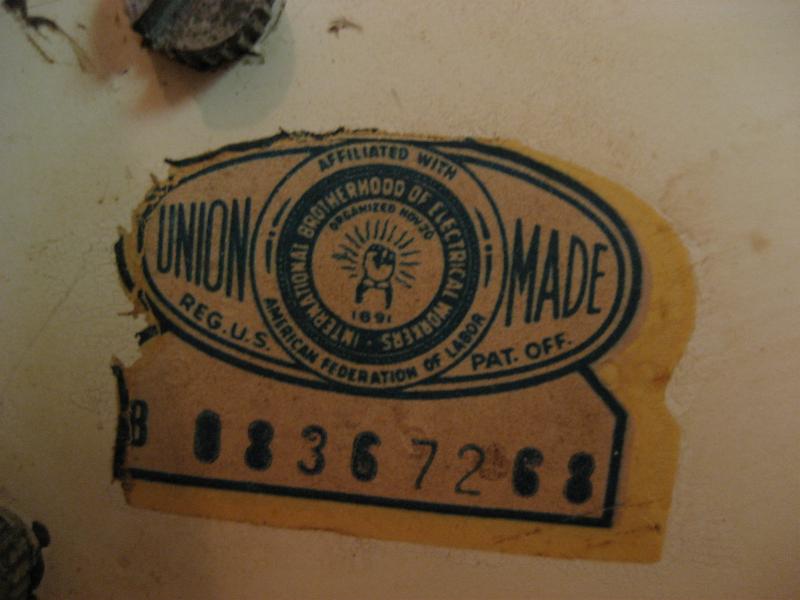 AFFILIATED WITH
INTERNATIONAL BROTHERHOOD OF ELECTRICAL WORKERS
ORGANIZED NOV. 20
1891
AMERICAN FEDERATION OF LABOR
UNION MADE
REG. U.S. PAT. OFF.
B 08367268